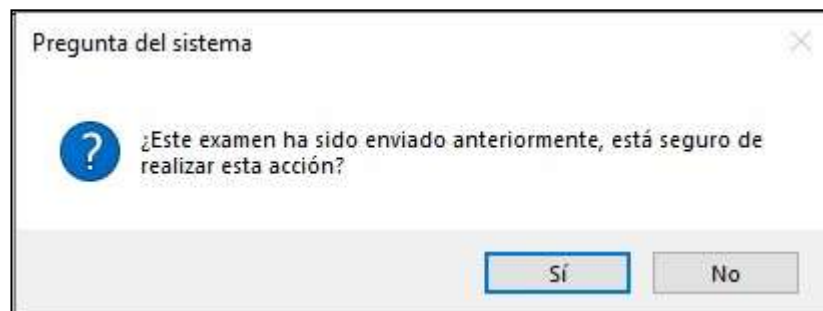 Pregunta del sistema
¿Este examen ha sido enviado anteriormente, está seguro de
realizar esta acción?
Sí
No